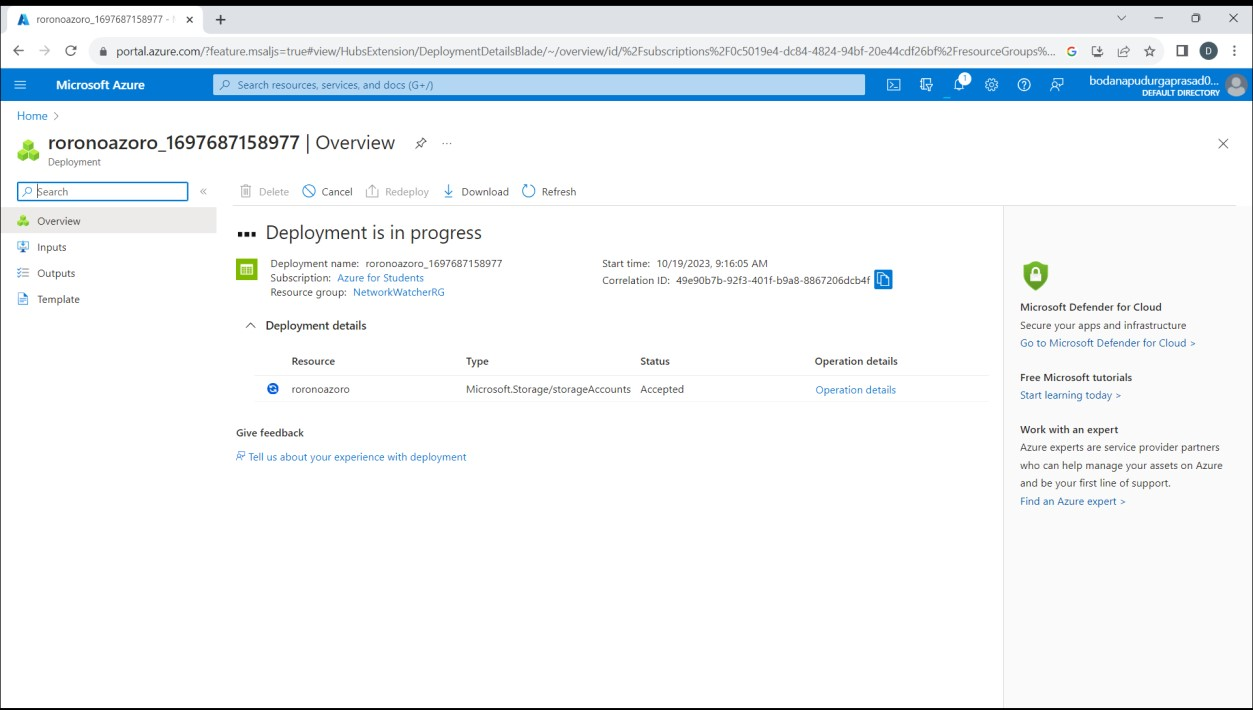 roronoazoro_1697687158977 - 
portal.azure.com/?feature.msaljs=true#view/HubsExtension/DeploymentDetailsBlade/~/overview/id/%2Fsubscriptions%2F0c5019e4-dc84-4824-94bf-20e44cdf26bf%2FresourceGroups%...
D
Microsoft Azure
Search resources, services, and docs (G+/)
1
bodanapudurgaprasad0...
DEFAULT DIRECTORY
Home >
roronoazoro_1697687158977 | Overview
Deployment
Search
Delete Cancel Redeploy Download Refresh
Overview
Inputs
Outputs
Template
Deployment is in progress
Deployment name: roronoazoro_1697687158977
Subscription: Azure for Students
Resource group: NetworkWatcherRG
Start time: 10/19/2023, 9:16:05 AM
Correlation ID: 49e90b7b-92f3-401f-b9a8-8867206dcb4f
Deployment details
Resource Type Status Operation details
roronoazoro Microsoft.Storage/storageAccounts Accepted Operation details
Give feedback
Tell us about your experience with deployment
Microsoft Defender for Cloud
Secure your apps and infrastructure
Go to Microsoft Defender for Cloud >
Free Microsoft tutorials
Start learning today >
Work with an expert
Azure experts are service provider partners
who can help manage your assets on Azure
and be your first line of support.
Find an Azure expert >